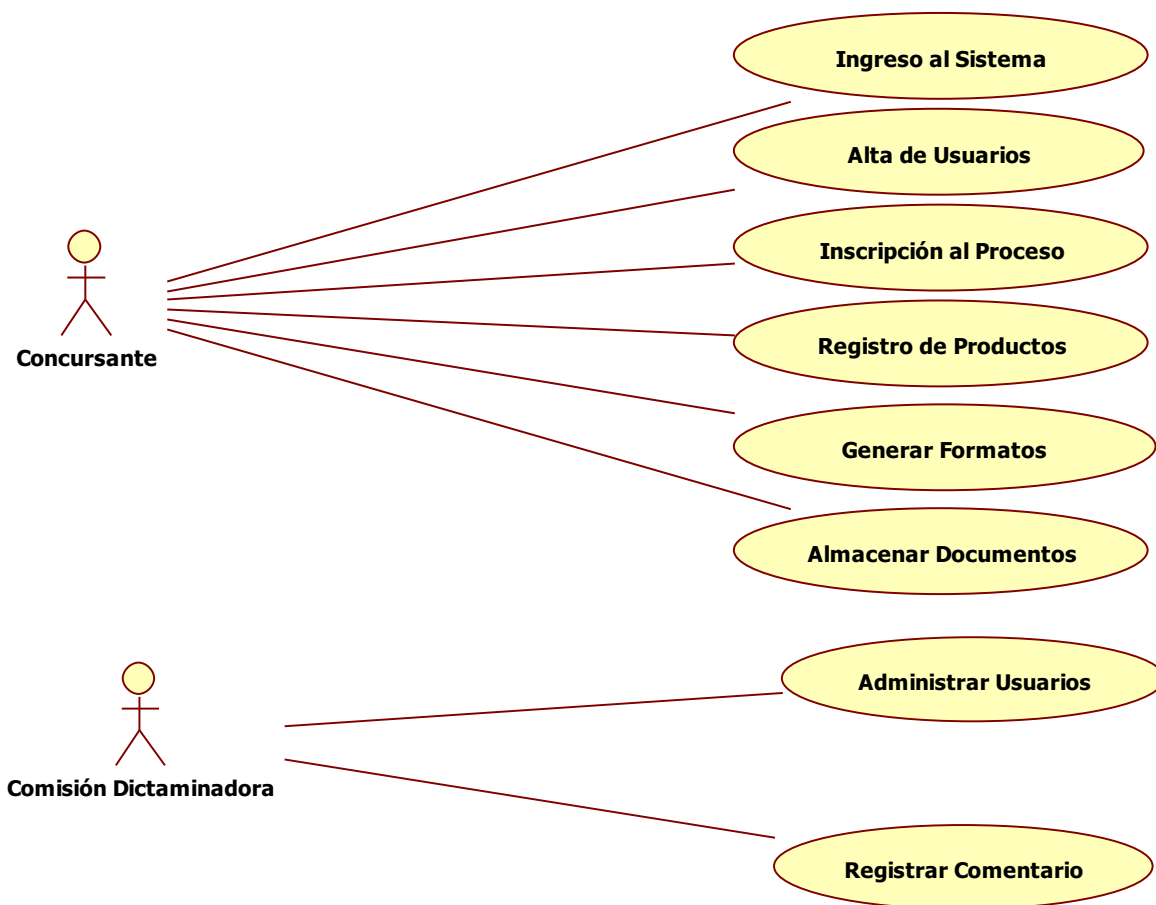 Ingreso al Sistema
Alta de Usuarios
Inscripción al Proceso
Concursante
Registro de Productos
Generar Formatos
Almacenar Documentos
Administrar Usuarios
Comisión Dictaminadora
Registrar Comentario